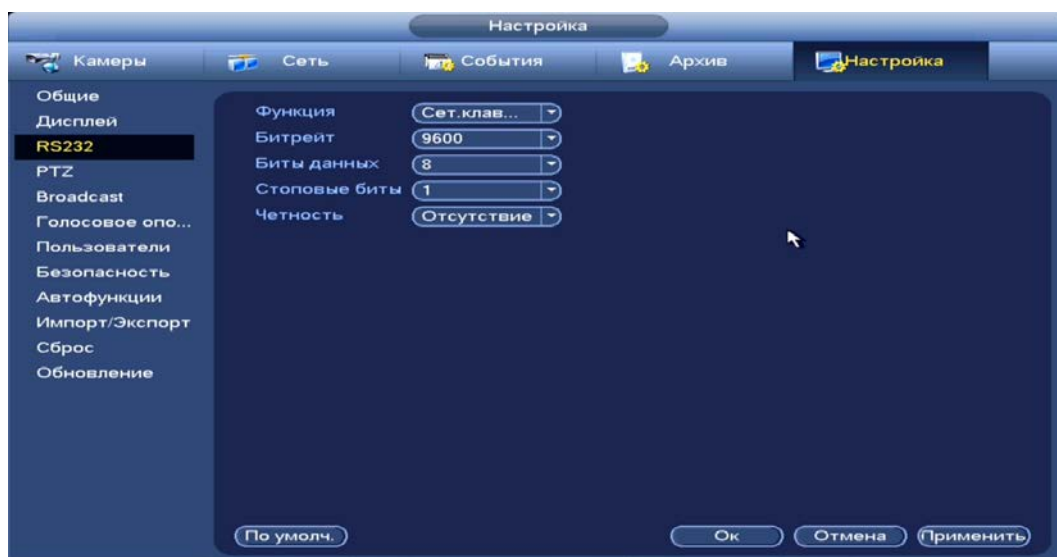 Настройка
Камеры
Сеть
События
Архив
Настройка
Общие
Дисплей
RS232
PTZ
Broadcast
Голосовое опо...
Пользователи
Безопасность
Автофункции
Импорт/Экспорт
Сброс
Обновление
Функция Сет.клав...
Битрейт 9600
Биты данных 8
Стоповые биты 1
Четность Отсутствие
По умолч.
Ок
Отмена
Применить